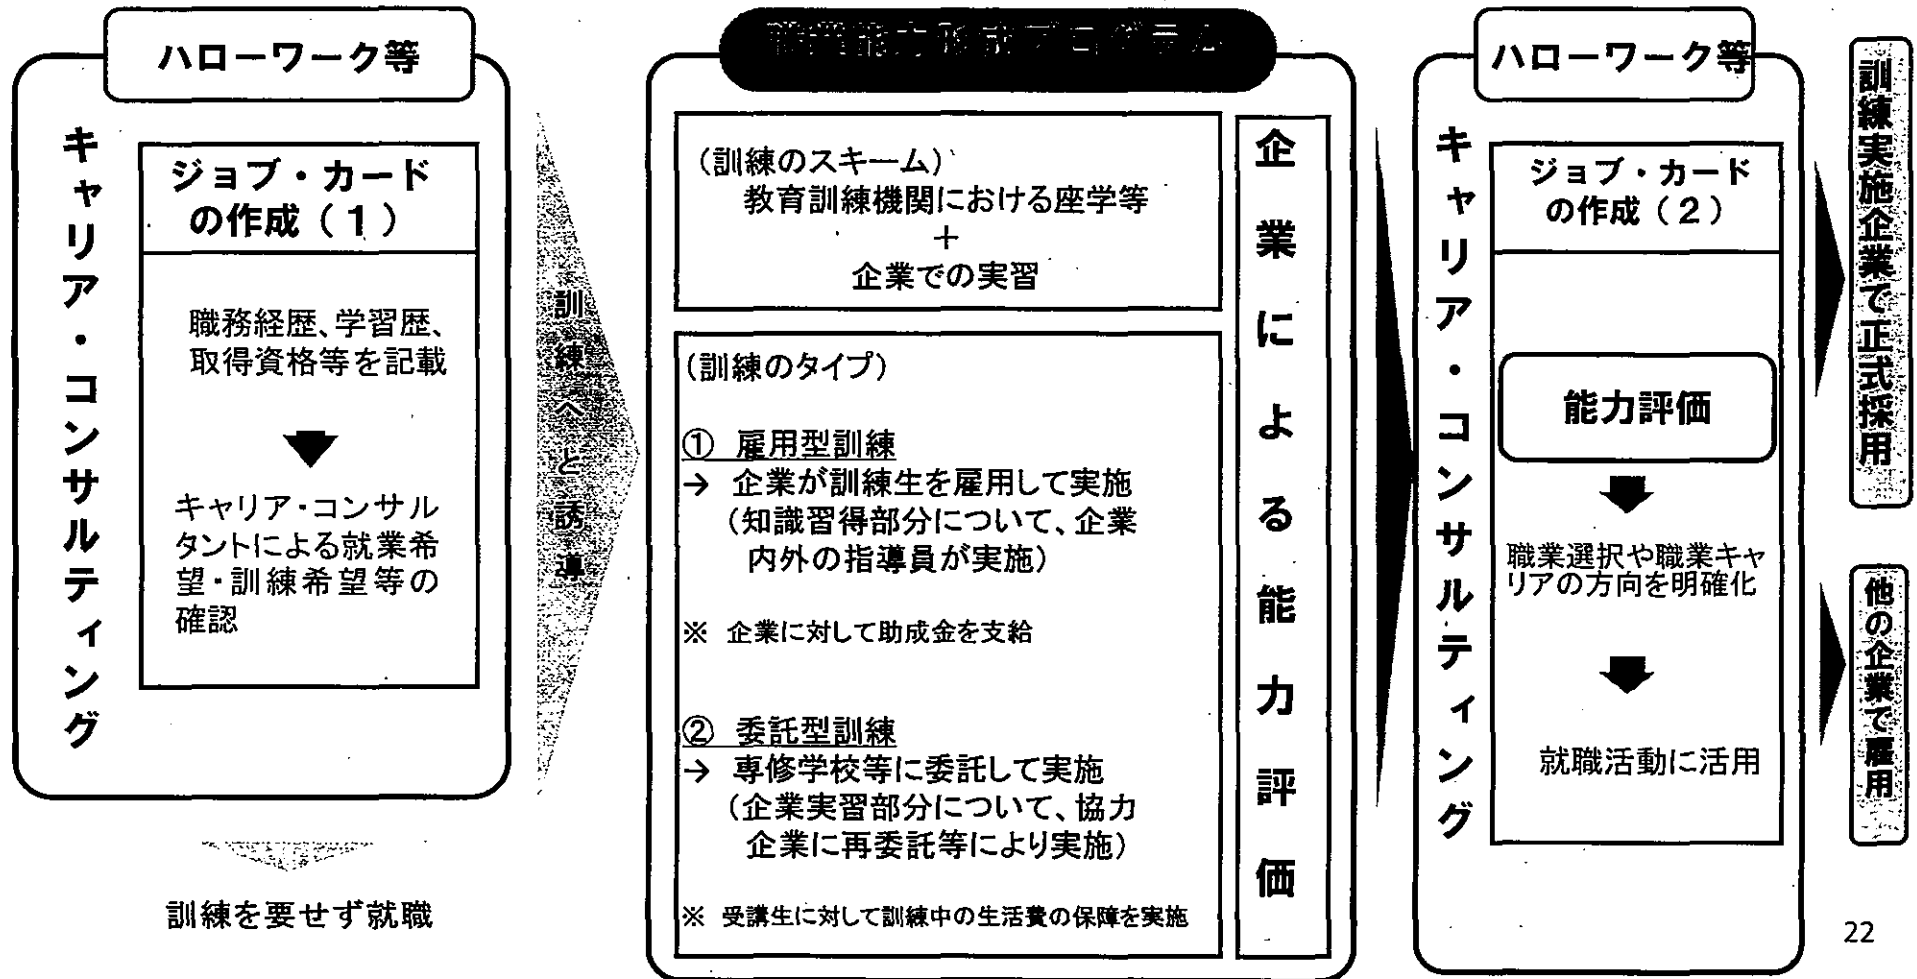 ハローワーク等
キャリア・コンサルティング
ジョブ・カード
の作成(1)
職務経歴、学習歴、
取得資格等を記載
キャリア・コンサル
タントによる就業希
望・訓練希望等の
確認
訓練を要せず就職
訓練へと誘導
職業能力形成プログラム
(訓練のスキーム)
教育訓練機関における座学等
+
企業での実習
(訓練のタイプ)
① 雇用型訓練
→ 企業が訓練生を雇用して実施
(知識習得部分について、企業
内外の指導員が実施)
※ 企業に対して助成金を支給
② 委託型訓練
→ 専修学校等に委託して実施
(企業実習部分について、協力
企業に再委託等により実施)
※ 受講生に対して訓練中の生活費の保障を実施
企業による能力評価
ハローワーク等
キャリア・コンサルティング
ジョブ・カード
の作成(2)
能力評価
職業選択や職業キャ
リアの方向を明確化
就職活動に活用
訓練実施企業で正式採用
他の企業で雇用
22